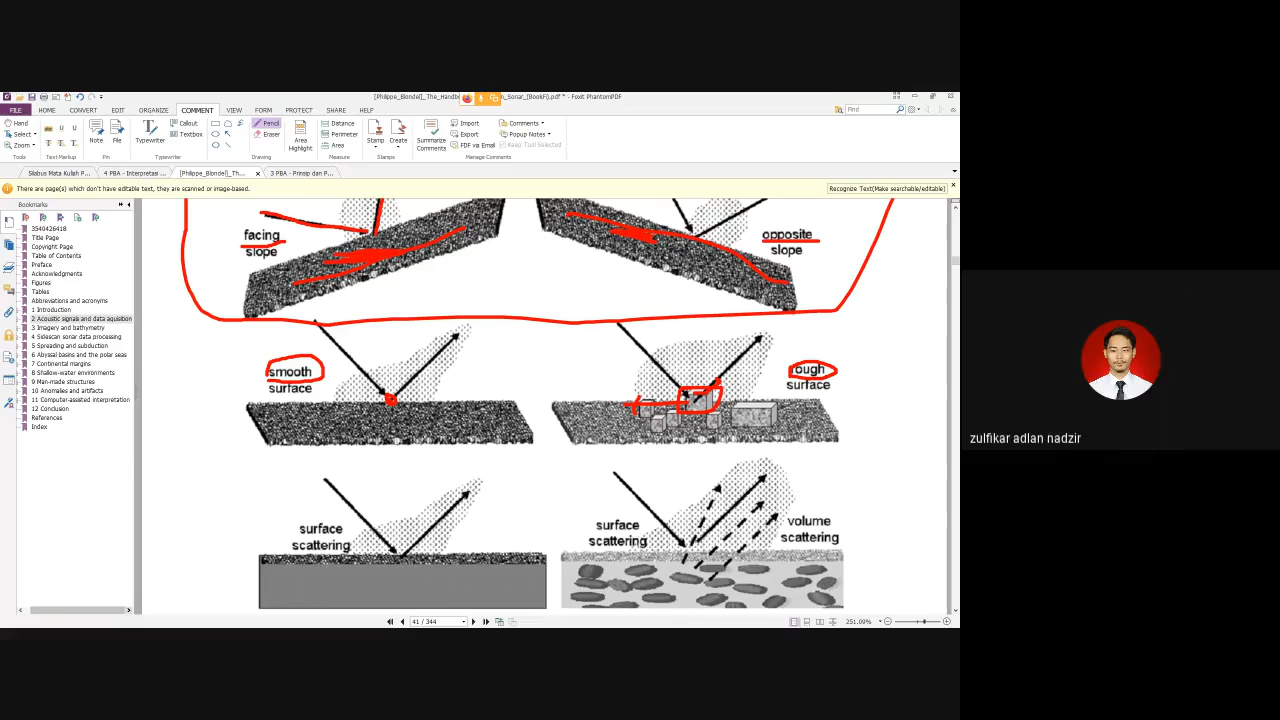 [Philippe_Blondel]_The_Handb
n_Sonar_(BookFi).pdf * - Foxit PhantomPDF
FILE HOME CONVERT EDIT ORGANIZE COMMENT VIEW FORM PROTECT SHARE HELP
Find
Hand
Select
Zoom
Tools
Text Markup
Note
File
Pin
Typewriter
Callout
Textbox
Typewriter
Pencil
Eraser
Drawing
Area
Highlight
Distance
Perimeter
Area
Measure
Stamp
Create
Stamps
Summarize
Comments
Import
Export
FDF via Email
Comments
Popup Notes
Keep Tool Selected
Manage Comments
Silabus Mata Kuliah P...
4 PBA - Interpretasi ...
[Philippe_Blondel]_Th...
3 PBA - Prinsip dan P...
There are page(s) which don't have editable text, they are scanned or image-based.
Recognize Text(Make searchable/editable)
Bookmarks
3540426418
Title Page
Copyright Page
Table of Contents
Preface
Acknowledgments
Figures
Tables
Abbreviations and acronyms
1 Introduction
2 Acoustic signals and data aquisition
3 Imagery and bathymetry
4 Sidescan sonar data processing
5 Spreading and subduction
6 Abyssal basins and the polar seas
7 Continental margins
8 Shallow-water environments
9 Man-made structures
10 Anomalies and artifacts
11 Computer-assisted interpretation
12 Conclusion
References
Index
facing
slope
opposite
slope
smooth
surface
rough
surface
surface
scattering
surface
scattering
volume
scattering
41 / 344
251.09%
zulfikar adlan nadzir